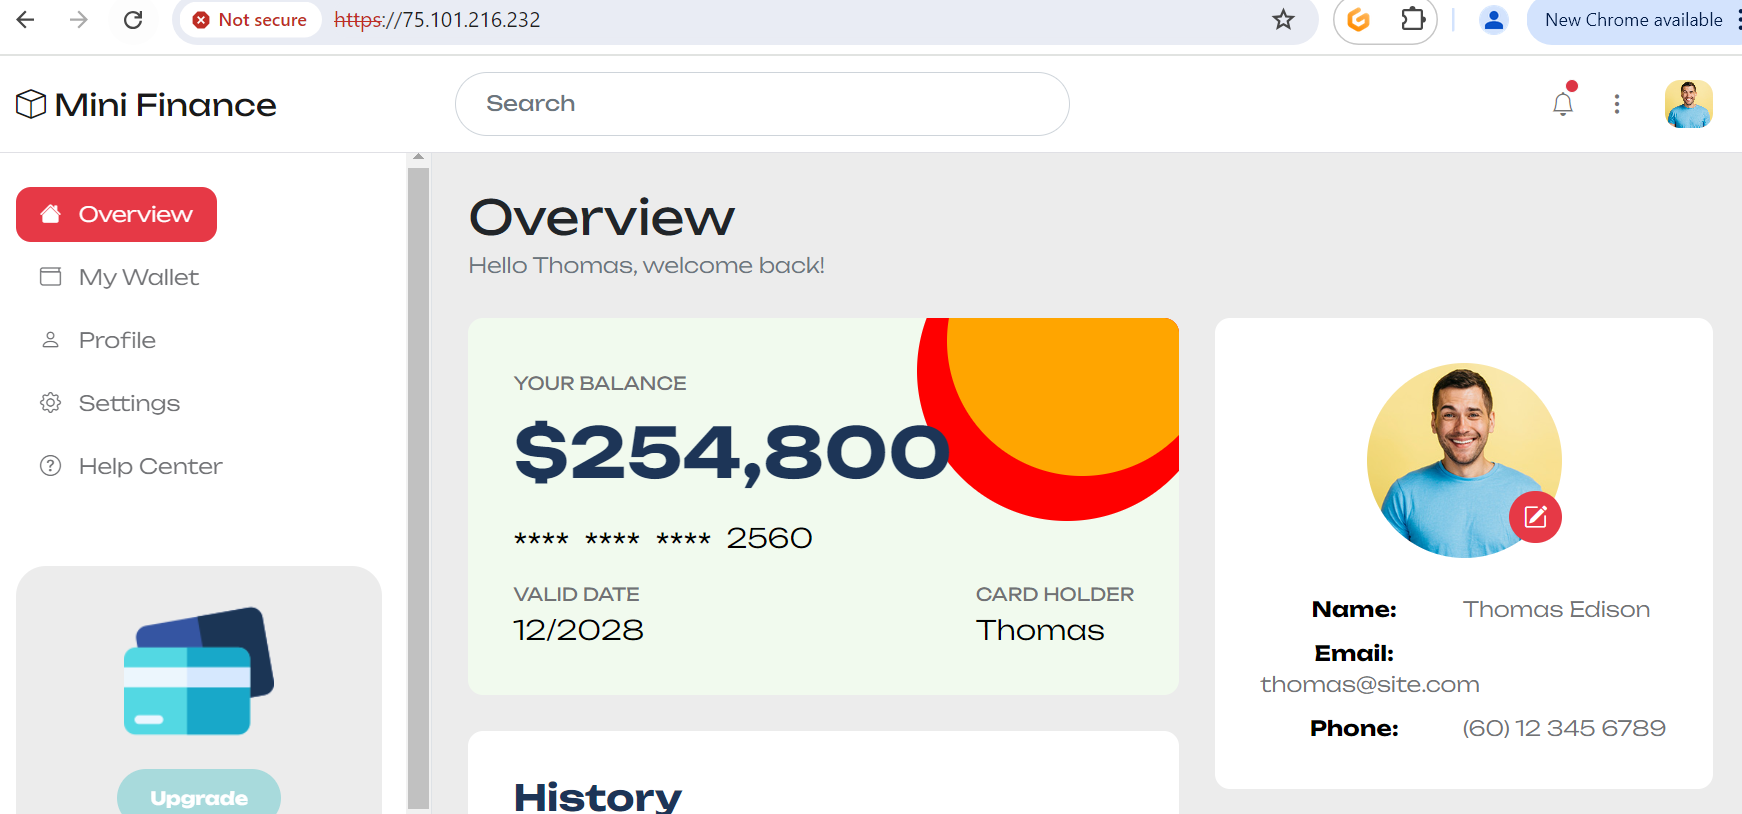 Not secure
https://75.101.216.232
New Chrome available
Mini Finance
Search
Overview
My Wallet
Profile
Settings
Help Center
Upgrade
Overview
Hello Thomas, welcome back!
YOUR BALANCE
$254,800
**** **** **** 2560
VALID DATE
12/2028
CARD HOLDER
Thomas
History
Name: Thomas Edison
Email:
thomas@site.com
Phone: (60) 12 345 6789